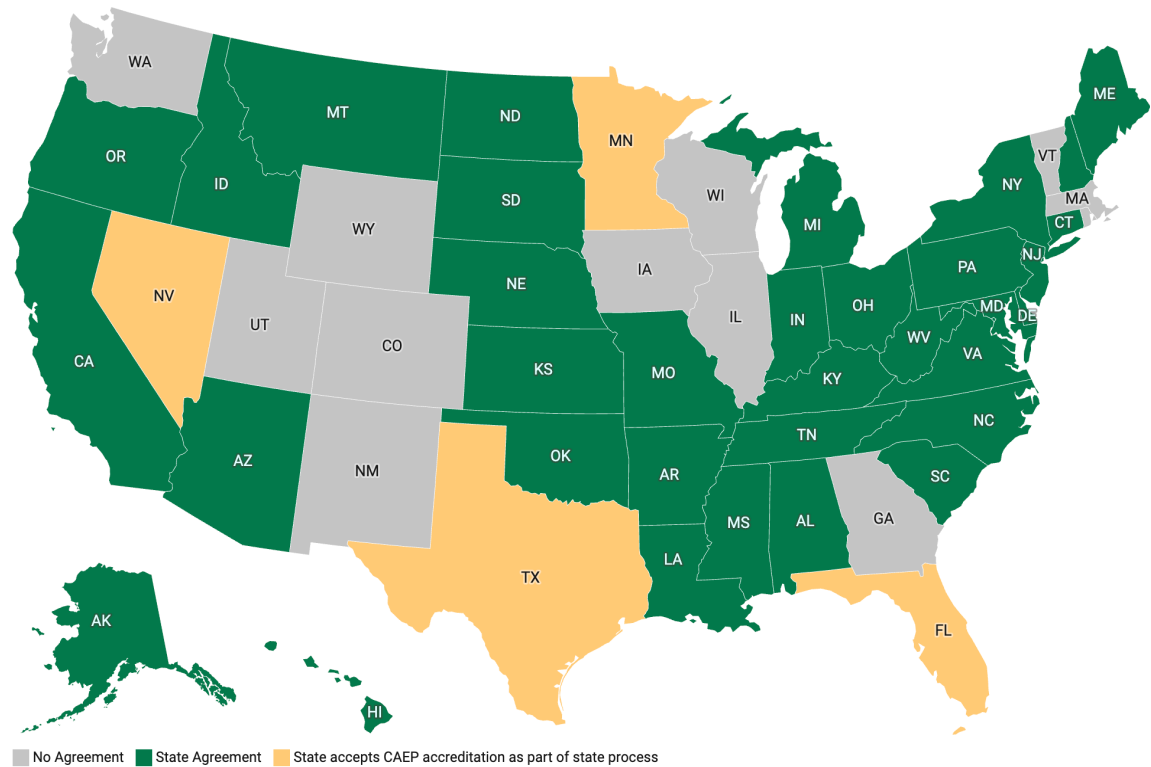 WA
MT
ND
MN
ME
OR
ID
SD
WI
VT
NY
MA
CT
WY
MI
IA
NE
PA
NJ
NV
UT
CO
IL
IN
OH
MD
DE
WV
VA
CA
KS
MO
KY
AZ
NM
OK
AR
TN
NC
SC
MS
AL
GA
LA
TX
FL
AK
HI
No Agreement State Agreement State accepts CAEP accreditation as part of state process